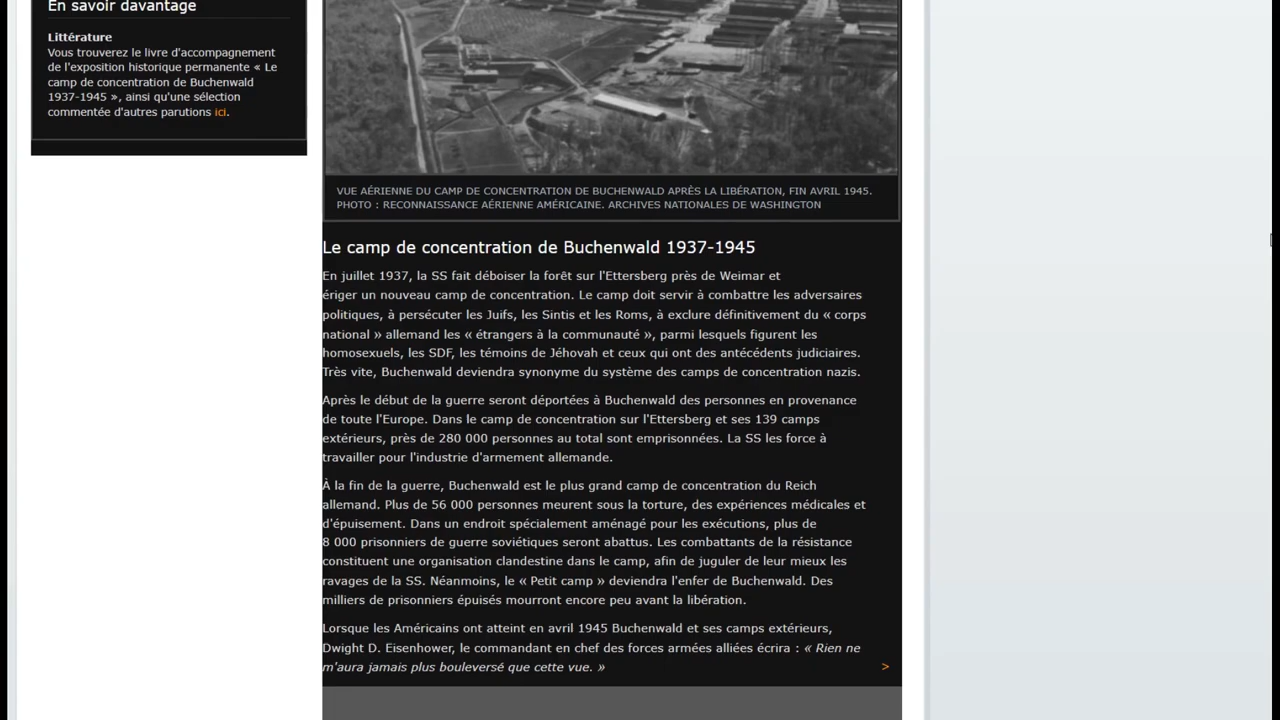 En savoir davantage
Littérature
Vous trouverez le livre d'accompagnement
de l'exposition historique permanente « Le
camp de concentration de Buchenwald
1937-1945 », ainsi qu'une sélection
commentée d'autres parutions ici.
VUE AÉRIENNE DU CAMP DE CONCENTRATION DE BUCHENWALD APRÈS LA LIBÉRATION, FIN AVRIL 1945.
PHOTO : RECONNAISSANCE AÉRIENNE AMÉRICAINE. ARCHIVES NATIONALES DE WASHINGTON
Le camp de concentration de Buchenwald 1937-1945
En juillet 1937, la SS fait déboiser la forêt sur l'Ettersberg près de Weimar et
ériger un nouveau camp de concentration. Le camp doit servir à combattre les adversaires
politiques, à persécuter les Juifs, les Sintis et les Roms, à exclure définitivement du « corps
national » allemand les « étrangers à la communauté », parmi lesquels figurent les
homosexuels, les SDF, les témoins de Jéhovah et ceux qui ont des antécédents judiciaires.
Très vite, Buchenwald deviendra synonyme du système des camps de concentration nazis.
Après le début de la guerre seront déportées à Buchenwald des personnes en provenance
de toute l'Europe. Dans le camp de concentration sur l'Ettersberg et ses 139 camps
extérieurs, près de 280 000 personnes au total sont emprisonnées. La SS les force à
travailler pour l'industrie d'armement allemande.
À la fin de la guerre, Buchenwald est le plus grand camp de concentration du Reich
allemand. Plus de 56 000 personnes meurent sous la torture, des expériences médicales et
d'épuisement. Dans un endroit spécialement aménagé pour les exécutions, plus de
8 000 prisonniers de guerre soviétiques seront abattus. Les combattants de la résistance
constituent une organisation clandestine dans le camp, afin de juguler de leur mieux les
ravages de la SS. Néanmoins, le « Petit camp » deviendra l'enfer de Buchenwald. Des
milliers de prisonniers épuisés mourront encore peu avant la libération.
Lorsque les Américains ont atteint en avril 1945 Buchenwald et ses camps extérieurs,
Dwight D. Eisenhower, le commandant en chef des forces armées alliées écrira : « Rien ne
m'aura jamais plus bouleversé que cette vue. » >